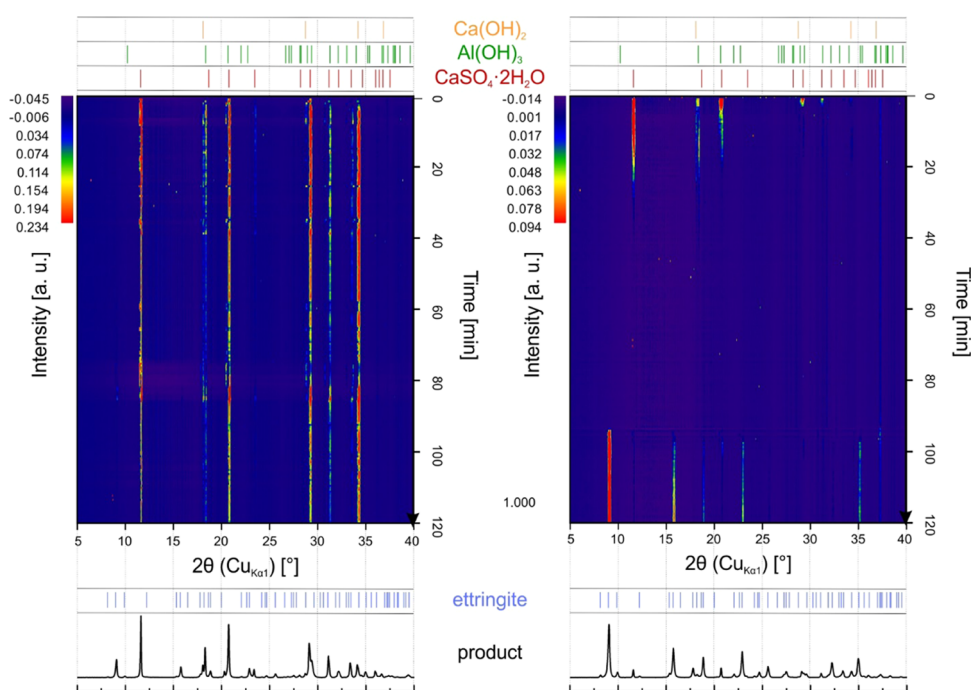 Ca(OH)₂
Al(OH)₃
CaSO₄·2H₂O
-0.045
-0.006
0.034
0.074
0.114
0.154
0.194
0.234
Intensity [a. u.]
0
20
40
60
80
100
120
Time [min]
5 10 15 20 25 30 35 40
2θ (Cu_Kα1) [°]
-0.014
0.001
0.017
0.032
0.048
0.063
0.078
0.094
Intensity [a. u.]
1.000
0
20
40
60
80
100
120
Time [min]
5 10 15 20 25 30 35 40
2θ (Cu_Kα1) [°]
ettringite
product